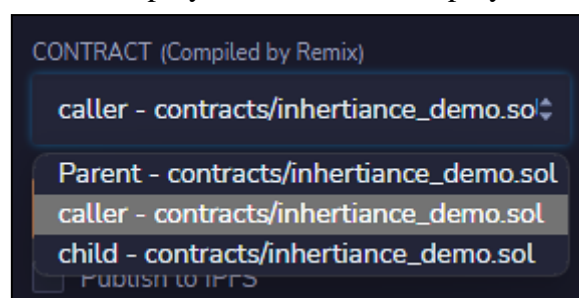 CONTRACT (Compiled by Remix)
caller - contracts/inhertiance_demo.sol
Parent - contracts/inhertiance_demo.sol
caller - contracts/inhertiance_demo.sol
child - contracts/inhertiance_demo.sol
Publish to IPFS